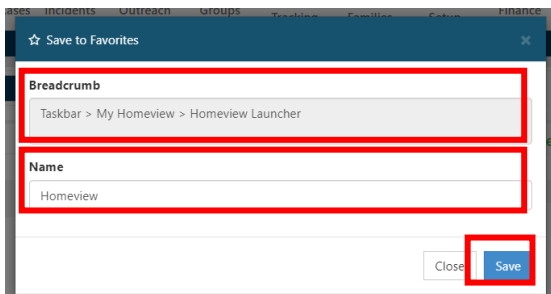 Incidents Outreach Groups Tracking Families Setup Finance
☆ Save to Favorites ×
Breadcrumb
Taskbar > My Homeview > Homeview Launcher
Name
Homeview
Close Save